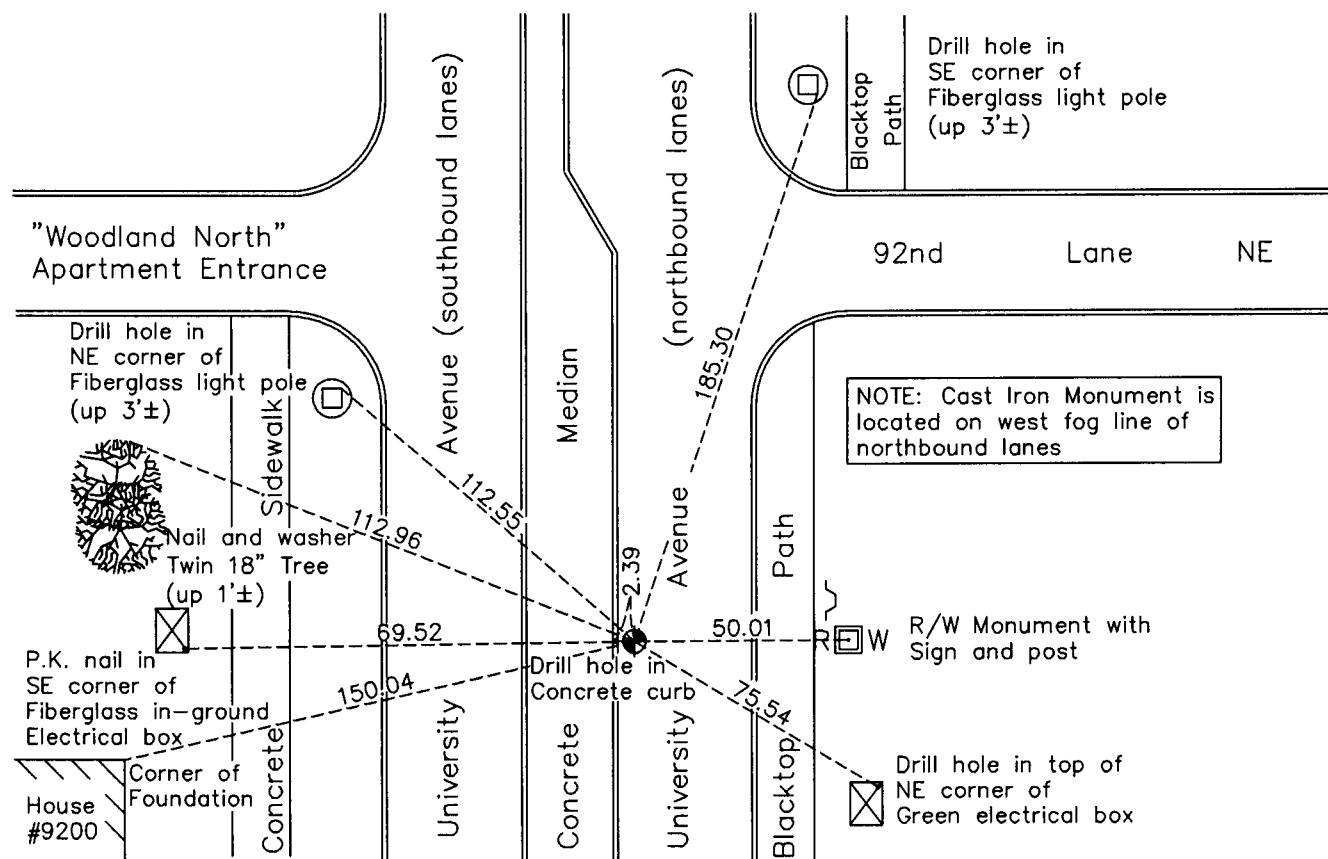 Drill hole in
SE corner of
Fiberglass light pole
(up 3'±)
Blacktop
Path
Avenue (southbound lanes)
(northbound lanes)
"Woodland North"
Apartment Entrance
92nd Lane NE
185.30
Drill hole in
NE corner of
Fiberglass light pole
(up 3'±)
Sidewalk
Median
NOTE: Cast Iron Monument is
located on west fog line of
northbound lanes
112.55
112.96
Nail and washer
Twin 18" Tree
(up 1'±)
2.39
Avenue
Path
69.52
50.01
R W
R/W Monument with
Sign and post
P.K. nail in
SE corner of
Fiberglass in-ground
Electrical box
150.04
Drill hole in
Concrete curb
75.54
Corner of
Foundation
House
#9200
Concrete
University
Concrete
University
Blacktop
Drill hole in top of
NE corner of
Green electrical box